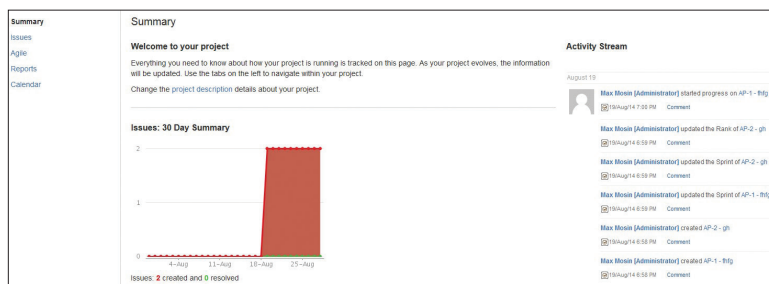 Summary
Issues
Agile
Reports
Calendar
Summary
Welcome to your project
Everything you need to know about how your project is running is tracked on this page. As your project evolves, the information
will be updated. Use the tabs on the left to navigate within your project.
Change the project description details about your project.
Issues: 30 Day Summary
2
1
0
4-Aug 11-Aug 18-Aug 25-Aug
Issues: 2 created and 0 resolved
Activity Stream
August 19
Max Mosin [Administrator] started progress on AP-1 - fhfg
19/Aug/14 7:00 PM Comment
Max Mosin [Administrator] updated the Rank of AP-2 - gh
19/Aug/14 6:59 PM Comment
Max Mosin [Administrator] updated the Sprint of AP-2 - gh
19/Aug/14 6:59 PM Comment
Max Mosin [Administrator] updated the Sprint of AP-1 - fhfg
19/Aug/14 6:59 PM Comment
Max Mosin [Administrator] created AP-2 - gh
19/Aug/14 6:58 PM Comment
Max Mosin [Administrator] created AP-1 - fhfg
19/Aug/14 6:58 PM Comment